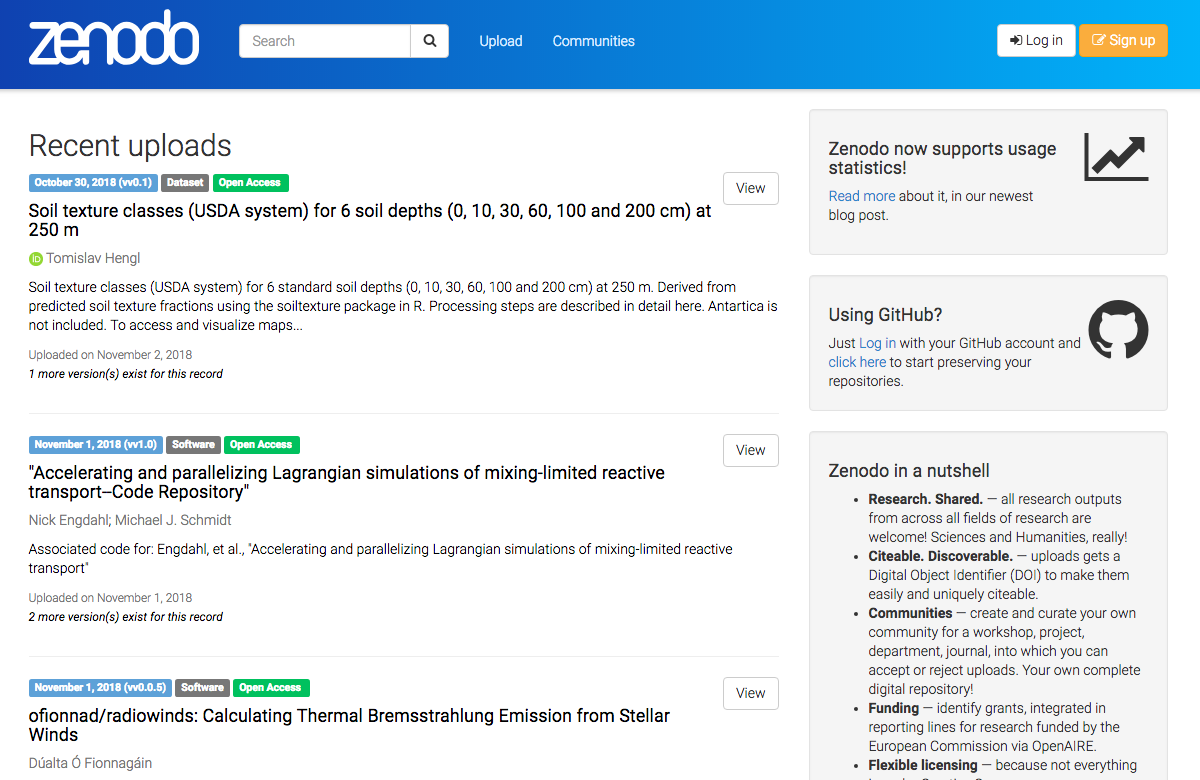 zenodo
Search
Upload
Communities
Log in
Sign up
Recent uploads
October 30, 2018 (vv0.1) Dataset Open Access
View
Soil texture classes (USDA system) for 6 soil depths (0, 10, 30, 60, 100 and 200 cm) at
250 m
iD Tomislav Hengl
Soil texture classes (USDA system) for 6 standard soil depths (0, 10, 30, 60, 100 and 200 cm) at 250 m. Derived from
predicted soil texture fractions using the soiltexture package in R. Processing steps are described in detail here. Antartica is
not included. To access and visualize maps...
Uploaded on November 2, 2018
1 more version(s) exist for this record
November 1, 2018 (vv1.0) Software Open Access
View
"Accelerating and parallelizing Lagrangian simulations of mixing-limited reactive
transport--Code Repository"
Nick Engdahl; Michael J. Schmidt
Associated code for: Engdahl, et al., "Accelerating and parallelizing Lagrangian simulations of mixing-limited reactive
transport"
Uploaded on November 1, 2018
2 more version(s) exist for this record
November 1, 2018 (vv0.0.5) Software Open Access
View
ofionnad/radiowinds: Calculating Thermal Bremsstrahlung Emission from Stellar
Winds
Dúalta Ó Fionnagáin
Zenodo now supports usage
statistics!
Read more about it, in our newest
blog post.
Using GitHub?
Just Log in with your GitHub account and
click here to start preserving your
repositories.
Zenodo in a nutshell
• Research. Shared. — all research outputs
from across all fields of research are
welcome! Sciences and Humanities, really!
• Citeable. Discoverable. — uploads gets a
Digital Object Identifier (DOI) to make them
easily and uniquely citeable.
• Communities — create and curate your own
community for a workshop, project,
department, journal, into which you can
accept or reject uploads. Your own complete
digital repository!
• Funding — identify grants, integrated in
reporting lines for research funded by the
European Commission via OpenAIRE.
• Flexible licensing — because not everything